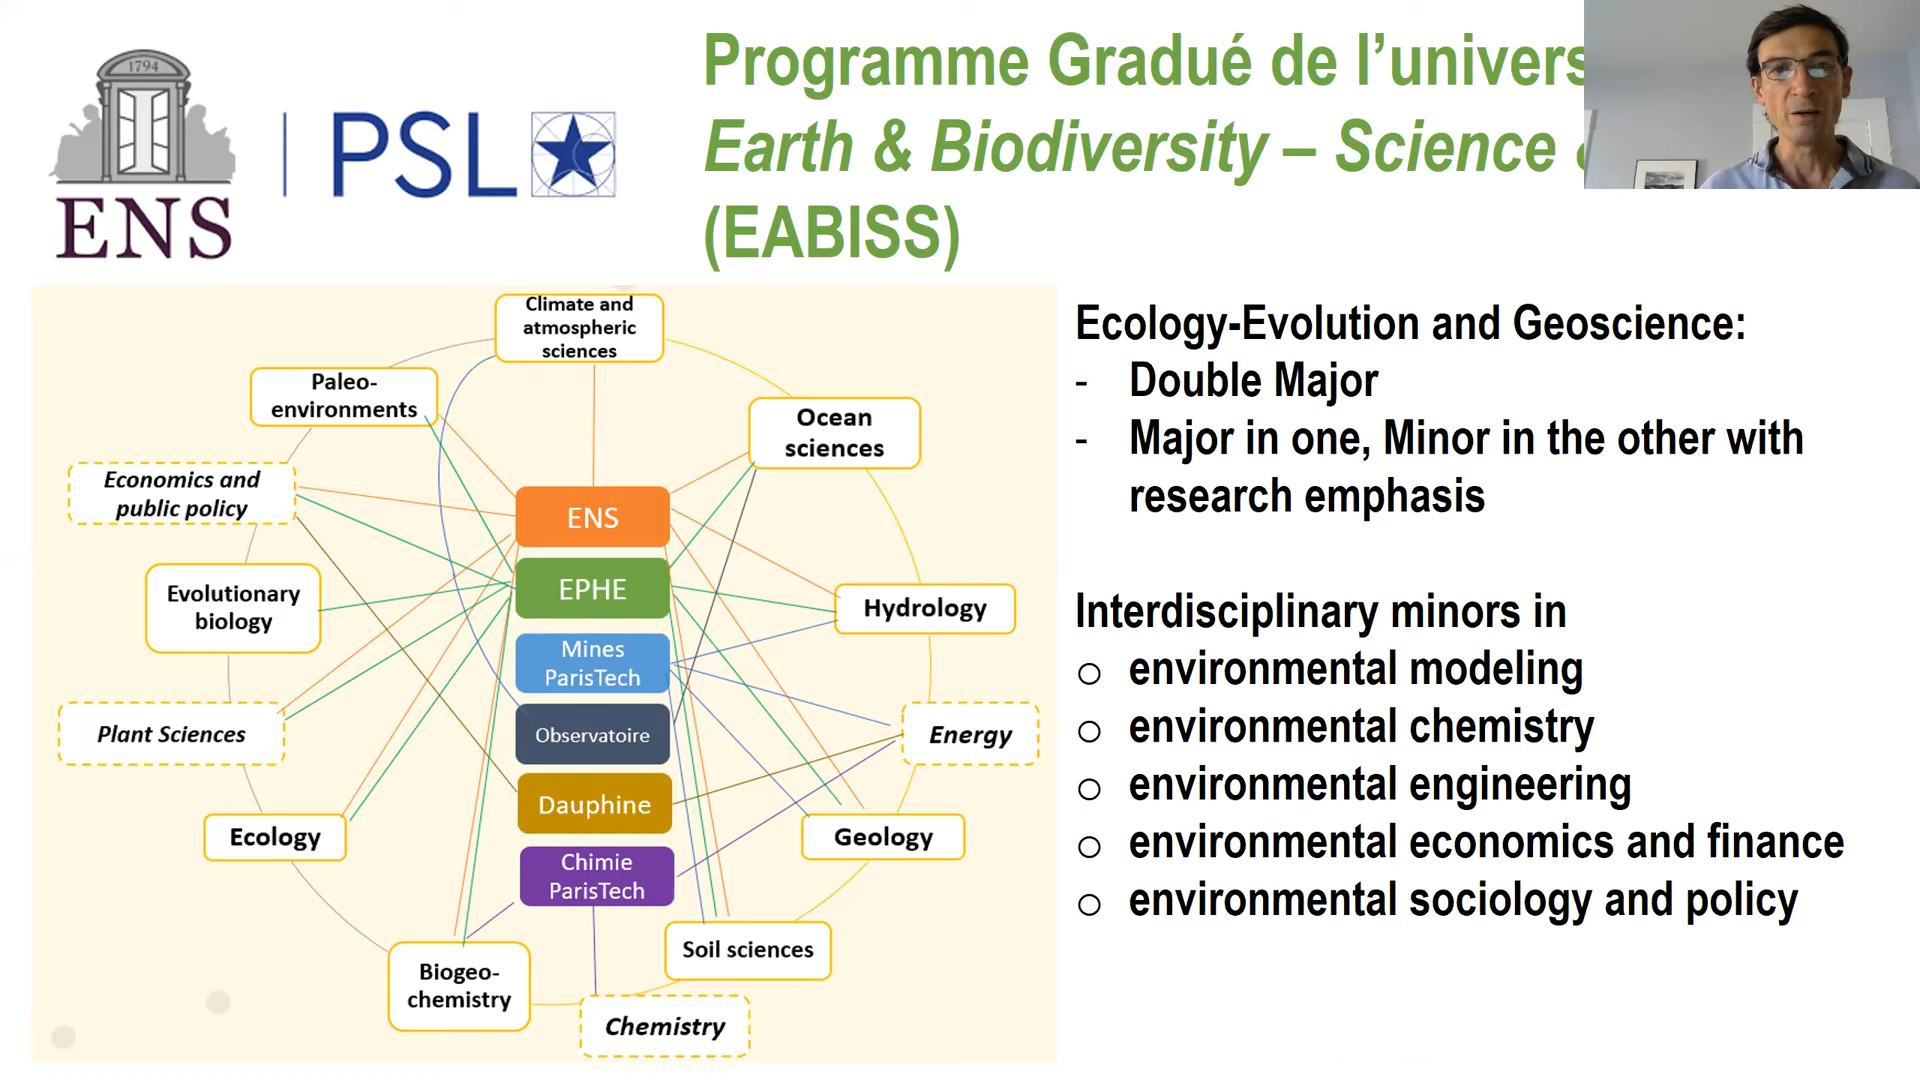 1794
ENS
PSL
Programme Gradué de l’univers
Earth & Biodiversity – Science
(EABISS)
Climate and
atmospheric
sciences
Paleo-
environments
Ocean
sciences
Economics and
public policy
ENS
EPHE
Evolutionary
biology
Hydrology
Mines
ParisTech
Plant Sciences
Observatoire
Energy
Dauphine
Ecology
Geology
Chimie
ParisTech
Soil sciences
Biogeo-
chemistry
Chemistry
Ecology-Evolution and Geoscience:
- Double Major
- Major in one, Minor in the other with
research emphasis
Interdisciplinary minors in
o environmental modeling
o environmental chemistry
o environmental engineering
o environmental economics and finance
o environmental sociology and policy